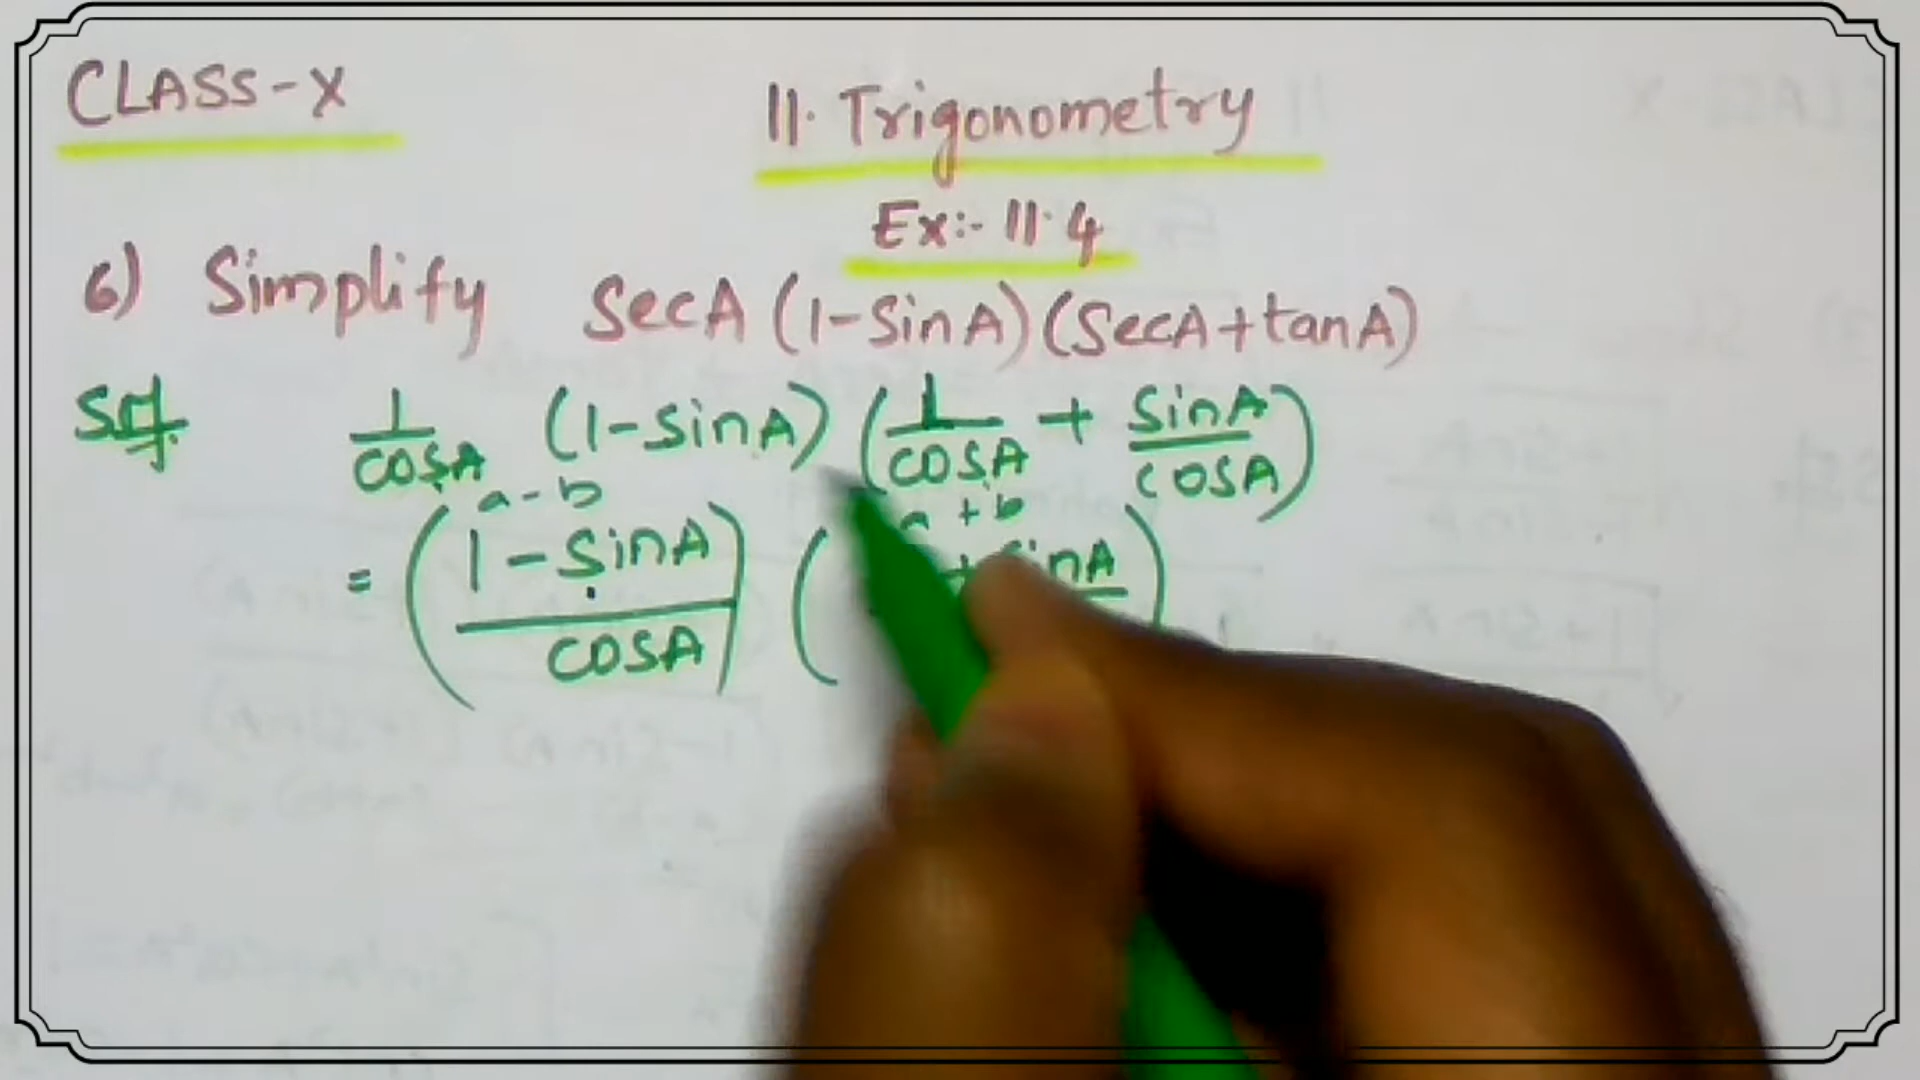 CLASS-X
11. Trigonometry
Ex:- 11.4
6) Simplify SecA (1-SinA) (SecA+tanA)
Sol 1/COSA (1-sinA) (1/COSA + SinA/COSA)
a-b a+b
= (1-SinA/COSA) ( + SinA )